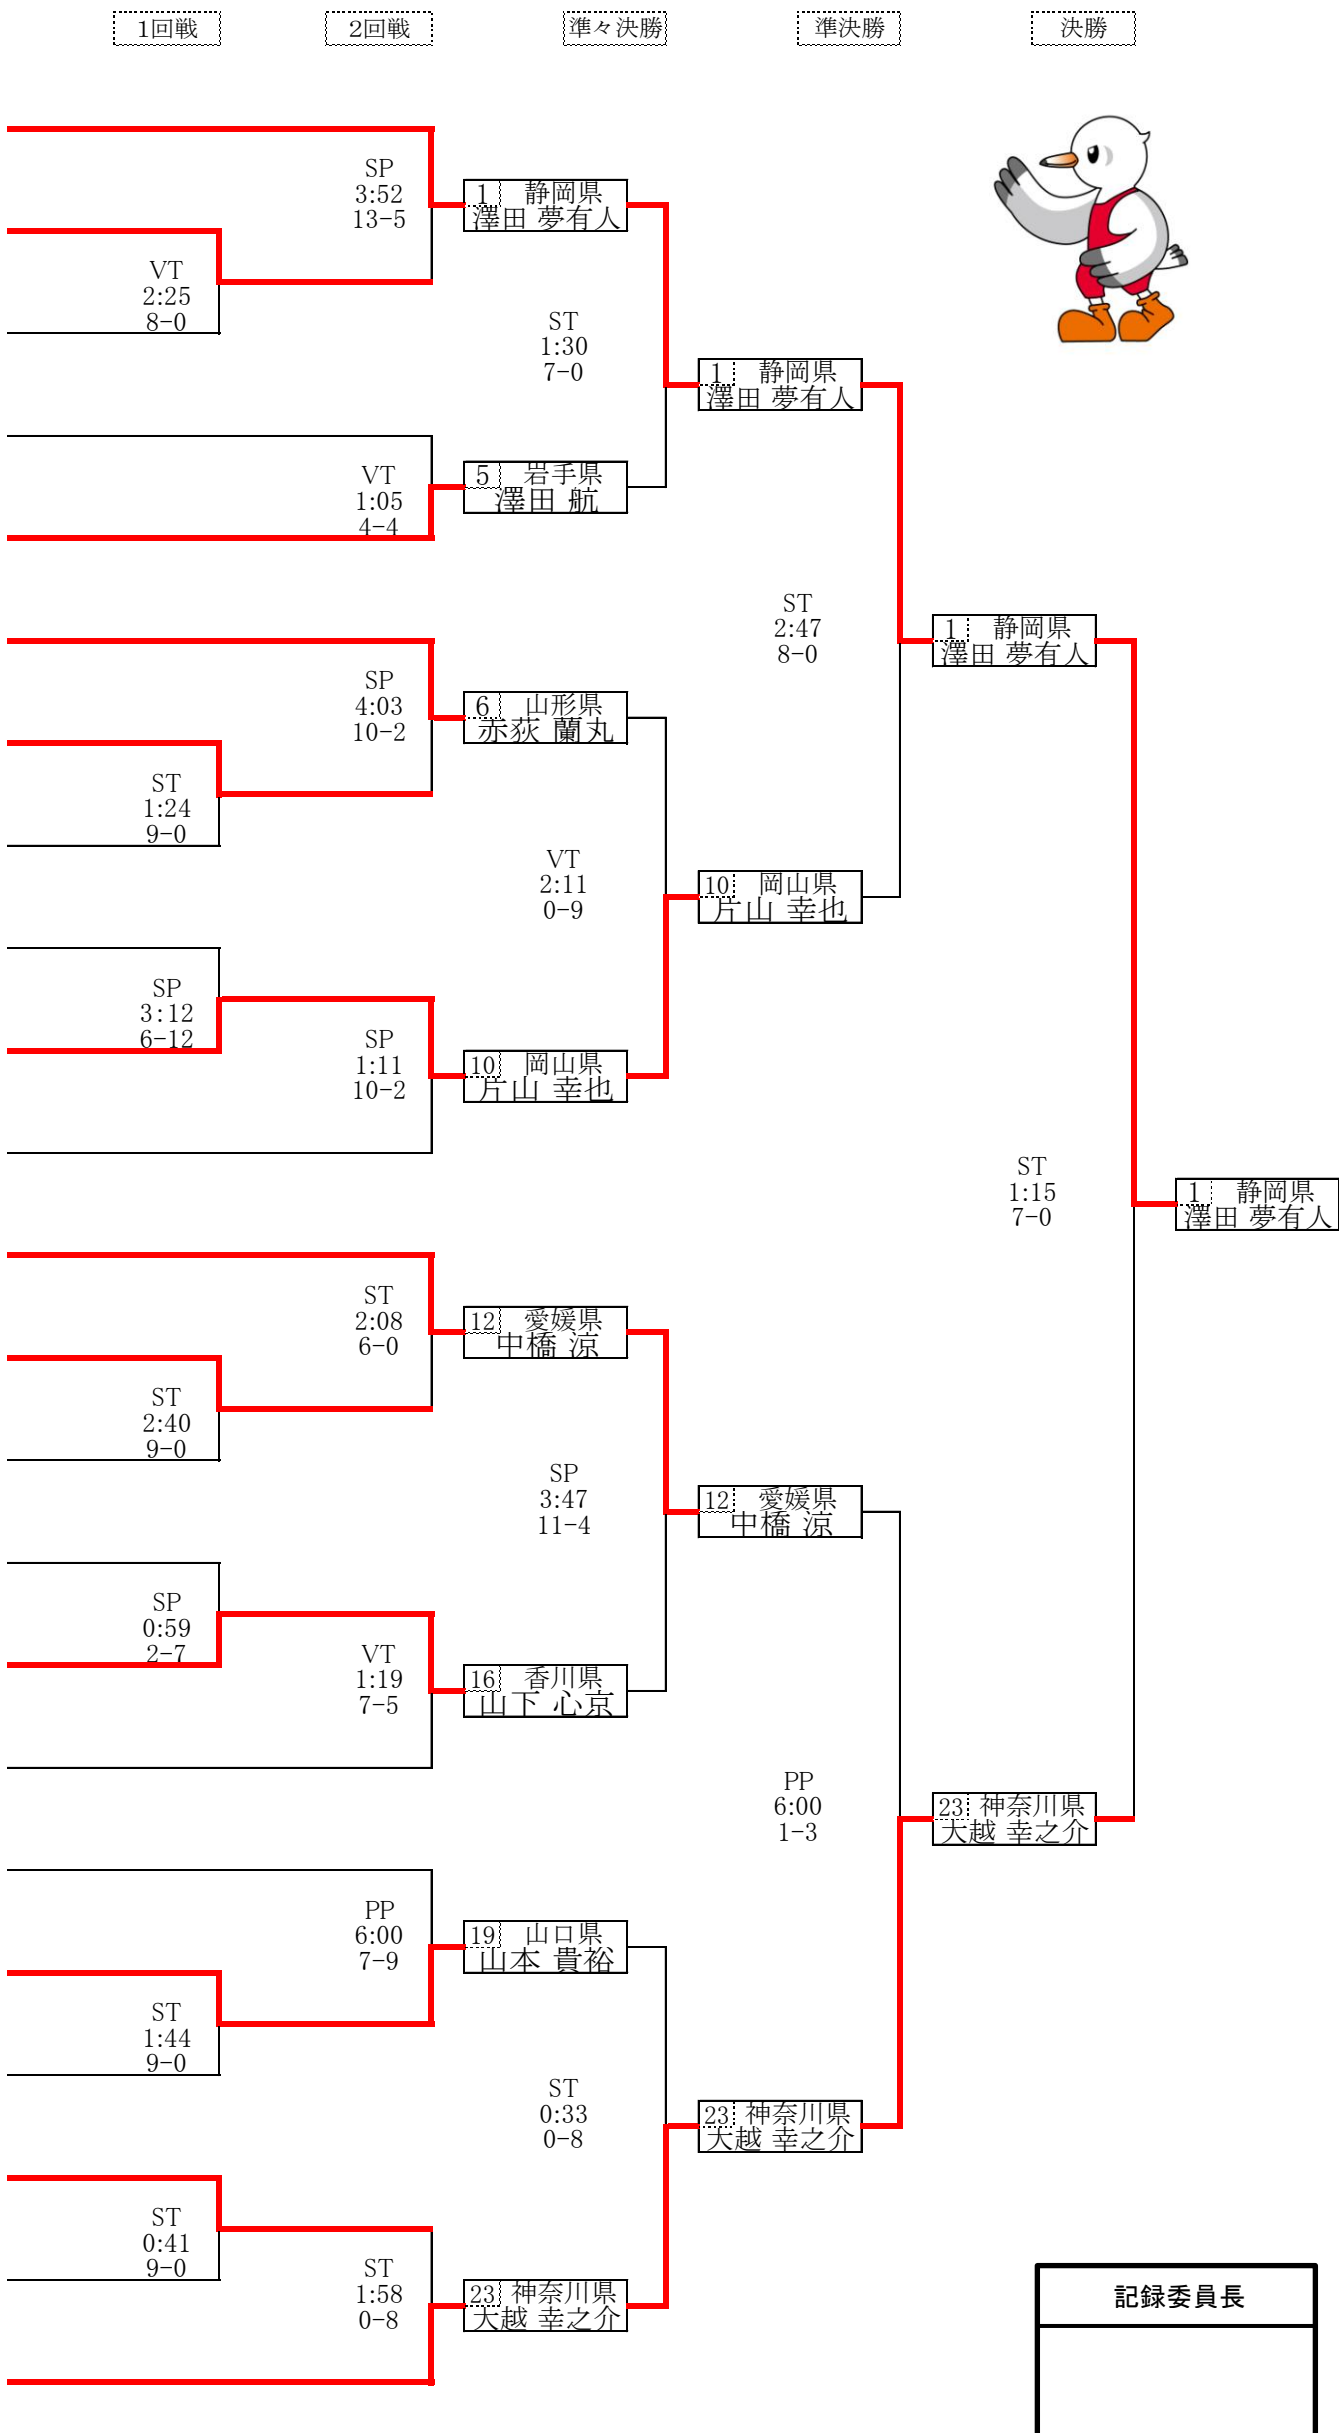 1回戦
2回戦
準々決勝
準決勝
決勝
SP
3:52
13-5
1 静岡県
澤田 夢有人
VT
2:25
8-0
ST
1:30
7-0
1 静岡県
澤田 夢有人
VT
1:05
4-4
5 岩手県
澤田 航
ST
2:47
8-0
1 静岡県
澤田 夢有人
SP
4:03
10-2
6 山形県
赤荻 蘭丸
ST
1:24
9-0
VT
2:11
0-9
10 岡山県
片山 幸也
SP
3:12
6-12
SP
1:11
10-2
10 岡山県
片山 幸也
ST
1:15
7-0
1 静岡県
澤田 夢有人
ST
2:08
6-0
12 愛媛県
中橋 涼
ST
2:40
9-0
SP
3:47
11-4
12 愛媛県
中橋 涼
SP
0:59
2-7
VT
1:19
7-5
16 香川県
山下 心京
PP
6:00
1-3
23 神奈川県
大越 幸之介
PP
6:00
7-9
19 山口県
山本 貴裕
ST
1:44
9-0
ST
0:33
0-8
23 神奈川県
大越 幸之介
ST
0:41
9-0
ST
1:58
0-8
23 神奈川県
大越 幸之介
記録委員長